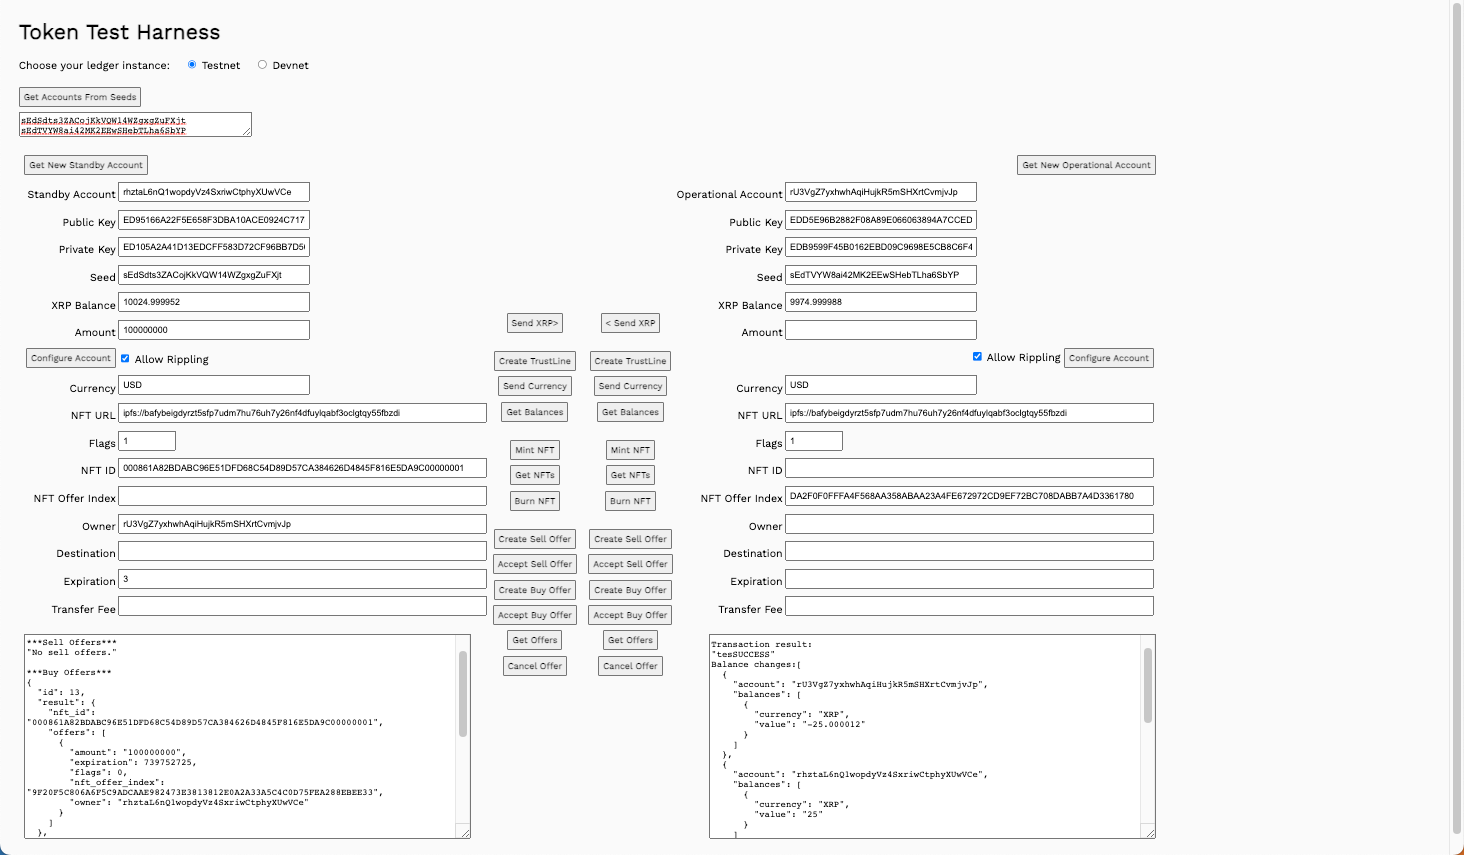 Token Test Harness
Choose your ledger instance: Testnet Devnet
Get Accounts From Seeds
sEdSdts3ZACojKkVQW14WZgxgZuFXjt
sEdTVYW8ai42MK2EEwSHebTLha6SbYP
Get New Standby Account
Get New Operational Account
Standby Account rhztaL6nQ1wopdyVz4SxriwCtphyXUwVCe
Public Key ED95166A22F5E658F3DBA10ACE0924C717
Private Key ED105A2A41D13EDCFF583D72CF96BB7D5
Seed sEdSdts3ZACojKkVQW14WZgxgZuFXjt
XRP Balance 10024.999952
Amount 100000000
Configure Account Allow Rippling
Currency USD
NFT URL ipfs://bafybeigdyrzt5sfp7udm7hu76uh7y26nf4dfuylqabf3oclgtqy55fbzdi
Flags 1
NFT ID 000861A82BDABC96E51DFD68C54D89D57CA384626D4845F816E5DA9C00000001
NFT Offer Index
Owner rU3VgZ7yxhwhAqiHujkR5mSHXrtCvmjvJp
Destination
Expiration 3
Transfer Fee
Send XRP> < Send XRP
Create TrustLine Create TrustLine
Send Currency Send Currency
Get Balances Get Balances
Mint NFT Mint NFT
Get NFTs Get NFTs
Burn NFT Burn NFT
Create Sell Offer Create Sell Offer
Accept Sell Offer Accept Sell Offer
Create Buy Offer Create Buy Offer
Accept Buy Offer Accept Buy Offer
Get Offers Get Offers
Cancel Offer Cancel Offer
Operational Account rU3VgZ7yxhwhAqiHujkR5mSHXrtCvmjvJp
Public Key EDD5E96B2882F08A89E066063894A7CCED
Private Key EDB9599F45B0162EBD09C9698E5CB8C6F4
Seed sEdTVYW8ai42MK2EEwSHebTLha6SbYP
XRP Balance 9974.999988
Amount
Allow Rippling Configure Account
Currency USD
NFT URL ipfs://bafybeigdyrzt5sfp7udm7hu76uh7y26nf4dfuylqabf3oclgtqy55fbzdi
Flags 1
NFT ID
NFT Offer Index DA2F0F0FFFA4F568AA358ABAA23A4FE672972CD9EF72BC708DABB7A4D3361780
Owner
Destination
Expiration
Transfer Fee
***Sell Offers***
"No sell offers."
***Buy Offers***
{
"id": 13,
"result": {
"nft_id":
"000861A82BDABC96E51DFD68C54D89D57CA384626D4845F816E5DA9C00000001",
"offers": [
{
"amount": "100000000",
"expiration": 739752725,
"flags": 0,
"nft_offer_index":
"9F20F5C806A6F5C9ADCAAE982473E3813812E0A2A33A5C4C0D75FEA288EBEE33",
"owner": "rhztaL6nQ1wopdyVz4SxriwCtphyXUwVCe"
}
]
},
Transaction result:
"tesSUCCESS"
Balance changes:[
{
"account": "rU3VgZ7yxhwhAqiHujkR5mSHXrtCvmjvJp",
"balances": [
{
"currency": "XRP",
"value": "-25.000012"
}
]
},
{
"account": "rhztaL6nQ1wopdyVz4SxriwCtphyXUwVCe",
"balances": [
{
"currency": "XRP",
"value": "25"
}
]